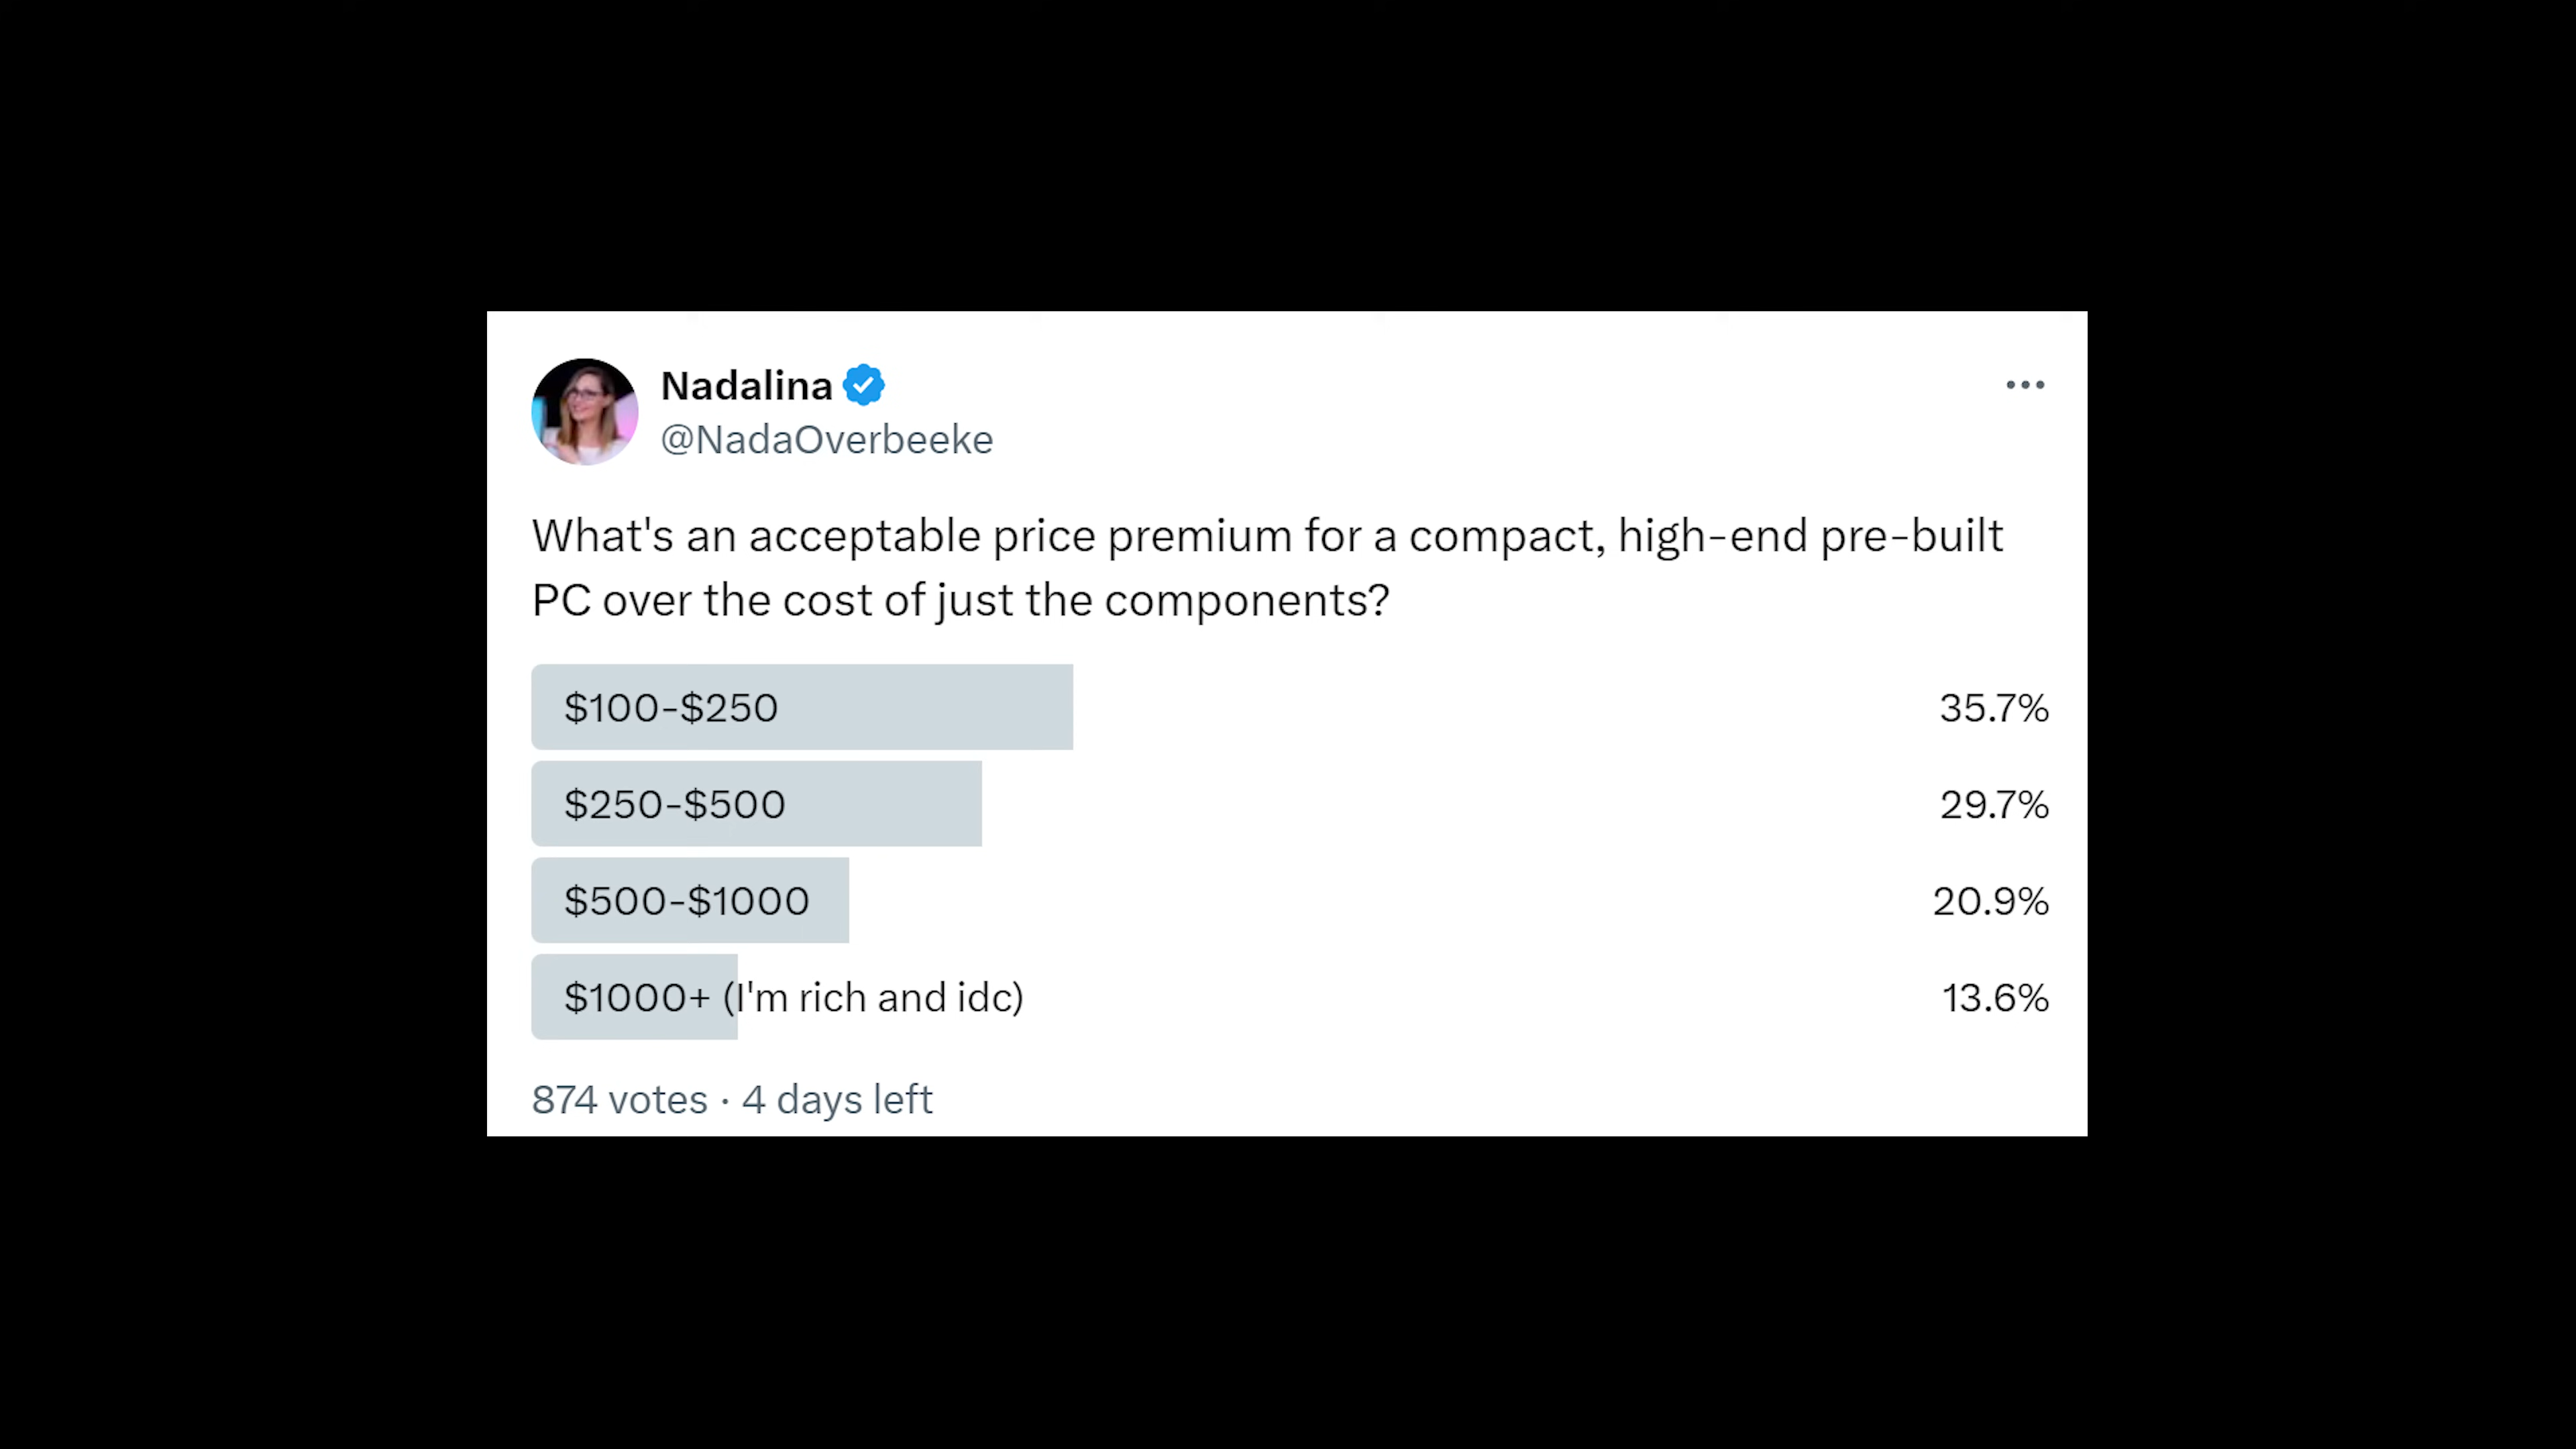 Nadalina
@NadaOverbeeke
What's an acceptable price premium for a compact, high-end pre-built
PC over the cost of just the components?
$100-$250 35.7%
$250-$500 29.7%
$500-$1000 20.9%
$1000+ (I'm rich and idc) 13.6%
874 votes · 4 days left